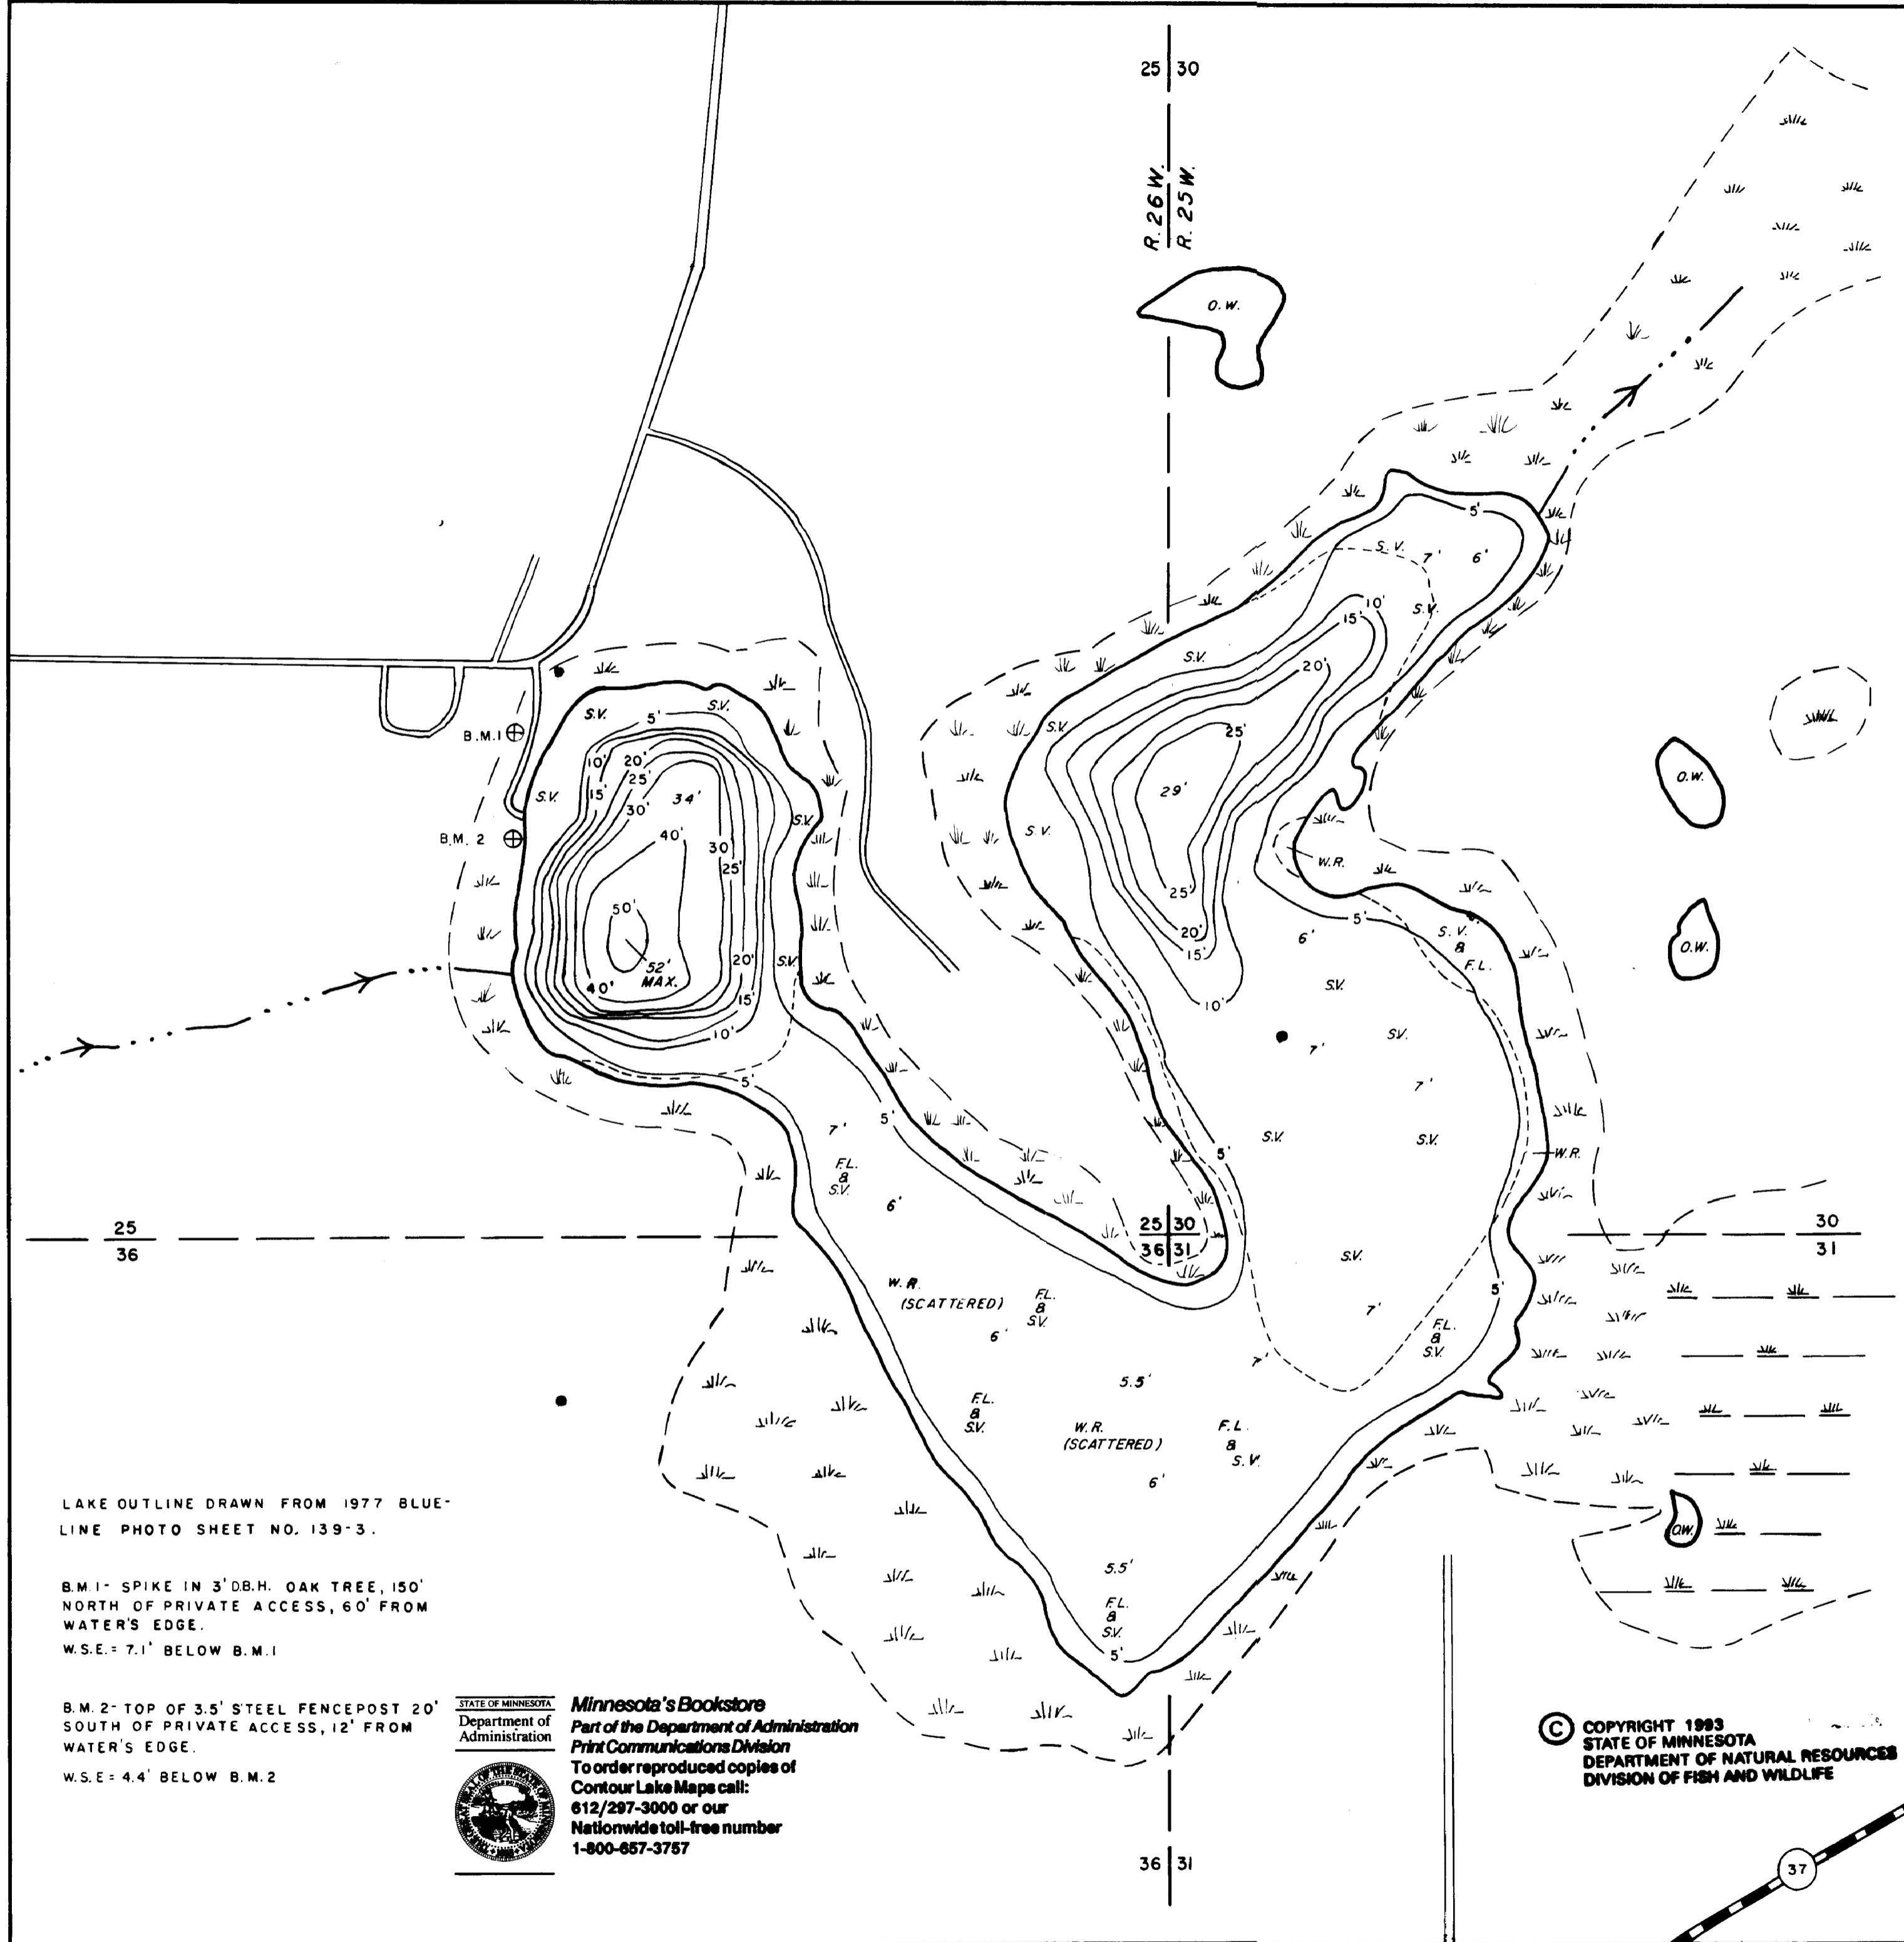 25 30
R. 26 W.
R. 25 W.
O.W.
5'
S.V.
7'
6'
S.V.
10'
15'
S.V.
20'
S.V.
25'
29'
S.V.
25'
20'
15'
10'
W.R.
5'
6'
S.V.
&
F.L.
S.V.
S.V.
7'
7'
S.V.
S.V.
5'
W.R.
S.V.
7'
5'
F.L.
&
S.V.
7'
O.W.
O.W.
O.W.
B.M.1
B.M. 2
S.V.
S.V.
5'
10'
20'
25'
15'
30'
34'
S.V.
S.V.
40'
30'
25'
50'
52'
MAX.
40'
20'
S.V.
15'
10'
5'
5'
7'
F.L.
&
S.V.
6'
25
36
25 30
36 31
30
31
W.R.
(SCATTERED)
F.L.
&
S.V.
6'
5.5'
F.L.
&
S.V.
W.R.
(SCATTERED)
F.L.
&
S.V.
6'
5.5'
F.L.
&
S.V.
5'
LAKE OUTLINE DRAWN FROM 1977 BLUE-
LINE PHOTO SHEET NO. 139-3.
B.M.1- SPIKE IN 3' D.B.H. OAK TREE, 150'
NORTH OF PRIVATE ACCESS, 60' FROM
WATER'S EDGE.
W.S.E.= 7.1' BELOW B.M.1
B.M. 2- TOP OF 3.5' STEEL FENCEPOST 20'
SOUTH OF PRIVATE ACCESS, 12' FROM
WATER'S EDGE.
W.S.E= 4.4' BELOW B.M.2
STATE OF MINNESOTA
Department of
Administration
Minnesota's Bookstore
Part of the Department of Administration
Print Communications Division
To order reproduced copies of
Contour Lake Maps call:
612/297-3000 or our
Nationwide toll-free number
1-800-657-3757
© COPYRIGHT 1993
STATE OF MINNESOTA
DEPARTMENT OF NATURAL RESOURCES
DIVISION OF FISH AND WILDLIFE
36 31
37